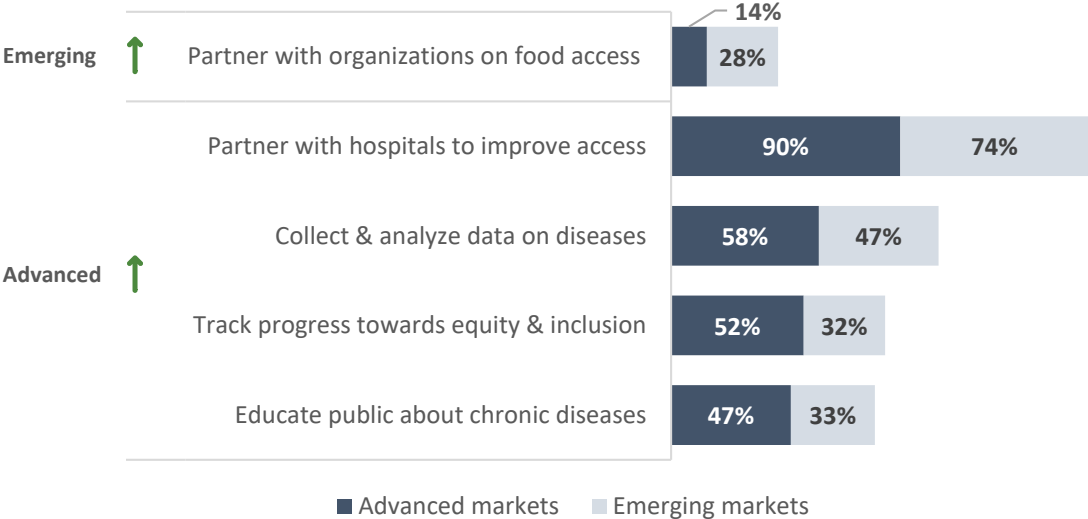 14%
Emerging
Partner with organizations on food access
28%
Partner with hospitals to improve access
90%
74%
Collect & analyze data on diseases
58%
47%
Advanced
Track progress towards equity & inclusion
52%
32%
Educate public about chronic diseases
47%
33%
Advanced markets
Emerging markets